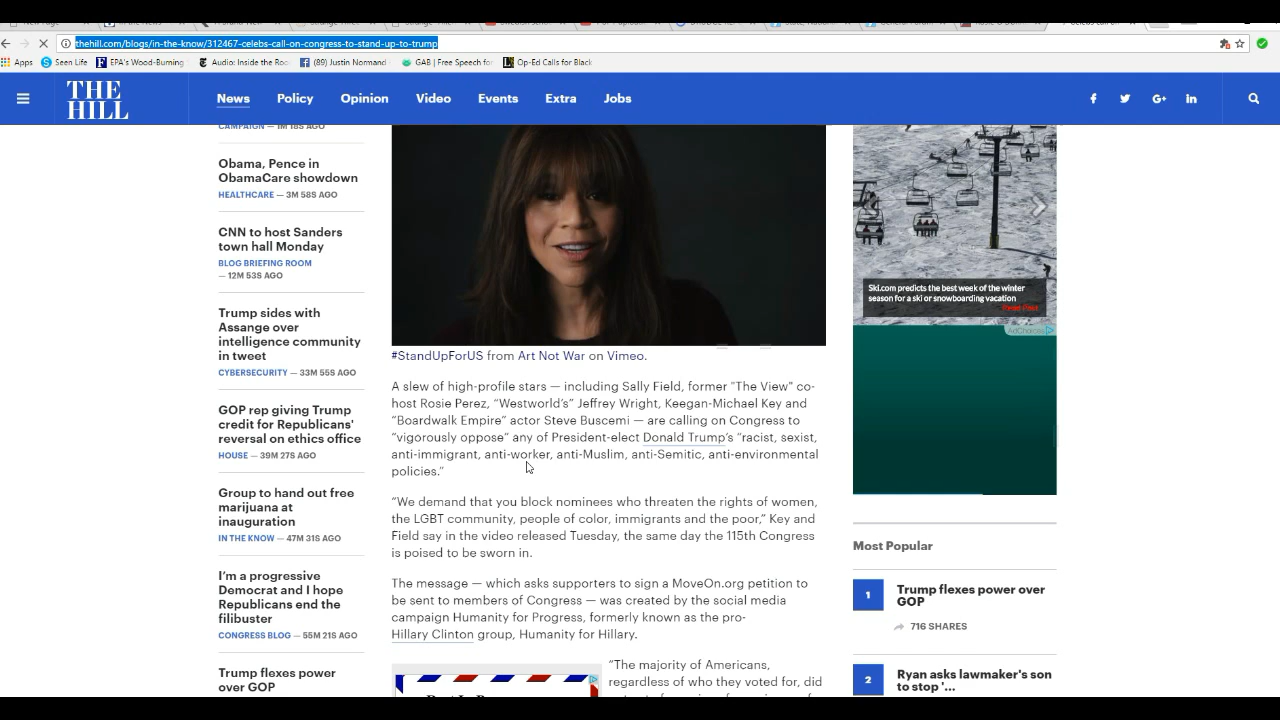 thehill.com/blogs/in-the-know/312467-celebs-call-on-congress-to-stand-up-to-trump
Apps
Seen Life
EPA's Wood-Burning
Audio: Inside the Roo
(89) Justin Normand
GAB | Free Speech for
Op-Ed Calls for Black
THE
HILL
News
Policy
Opinion
Video
Events
Extra
Jobs
CAMPAIGN — 1M 18S AGO
Obama, Pence in
ObamaCare showdown
HEALTHCARE — 3M 58S AGO
CNN to host Sanders
town hall Monday
BLOG BRIEFING ROOM
— 12M 53S AGO
Trump sides with
Assange over
intelligence community
in tweet
CYBERSECURITY — 33M 55S AGO
GOP rep giving Trump
credit for Republicans'
reversal on ethics office
HOUSE — 39M 27S AGO
Group to hand out free
marijuana at
inauguration
IN THE KNOW — 47M 31S AGO
I'm a progressive
Democrat and I hope
Republicans end the
filibuster
CONGRESS BLOG — 55M 21S AGO
Trump flexes power
over GOP
#StandUpForUS from Art Not War on Vimeo.
A slew of high-profile stars — including Sally Field, former "The View" co-
host Rosie Perez, “Westworld’s” Jeffrey Wright, Keegan-Michael Key and
“Boardwalk Empire” actor Steve Buscemi — are calling on Congress to
“vigorously oppose” any of President-elect Donald Trump’s “racist, sexist,
anti-immigrant, anti-worker, anti-Muslim, anti-Semitic, anti-environmental
policies.”
“We demand that you block nominees who threaten the rights of women,
the LGBT community, people of color, immigrants and the poor,” Key and
Field say in the video released Tuesday, the same day the 115th Congress
is poised to be sworn in.
The message — which asks supporters to sign a MoveOn.org petition to
be sent to members of Congress — was created by the social media
campaign Humanity for Progress, formerly known as the pro-
Hillary Clinton group, Humanity for Hillary.
“The majority of Americans,
regardless of who they voted for, did
Ski.com predicts the best week of the winter
season for a ski or snowboarding vacation
Read Post
AdChoices
Most Popular
1
Trump flexes power over
GOP
716 SHARES
2
Ryan asks lawmaker's son
to stop '...